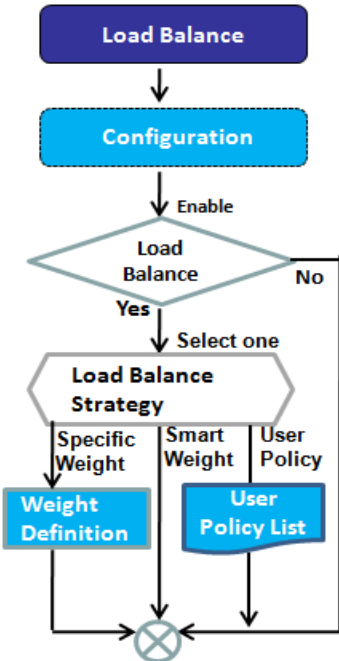 Load Balance
Configuration
Enable
Load
Balance
No
Yes
Select one
Load Balance
Strategy
Specific
Weight
Smart
Weight
User
Policy
Weight
Definition
User
Policy List